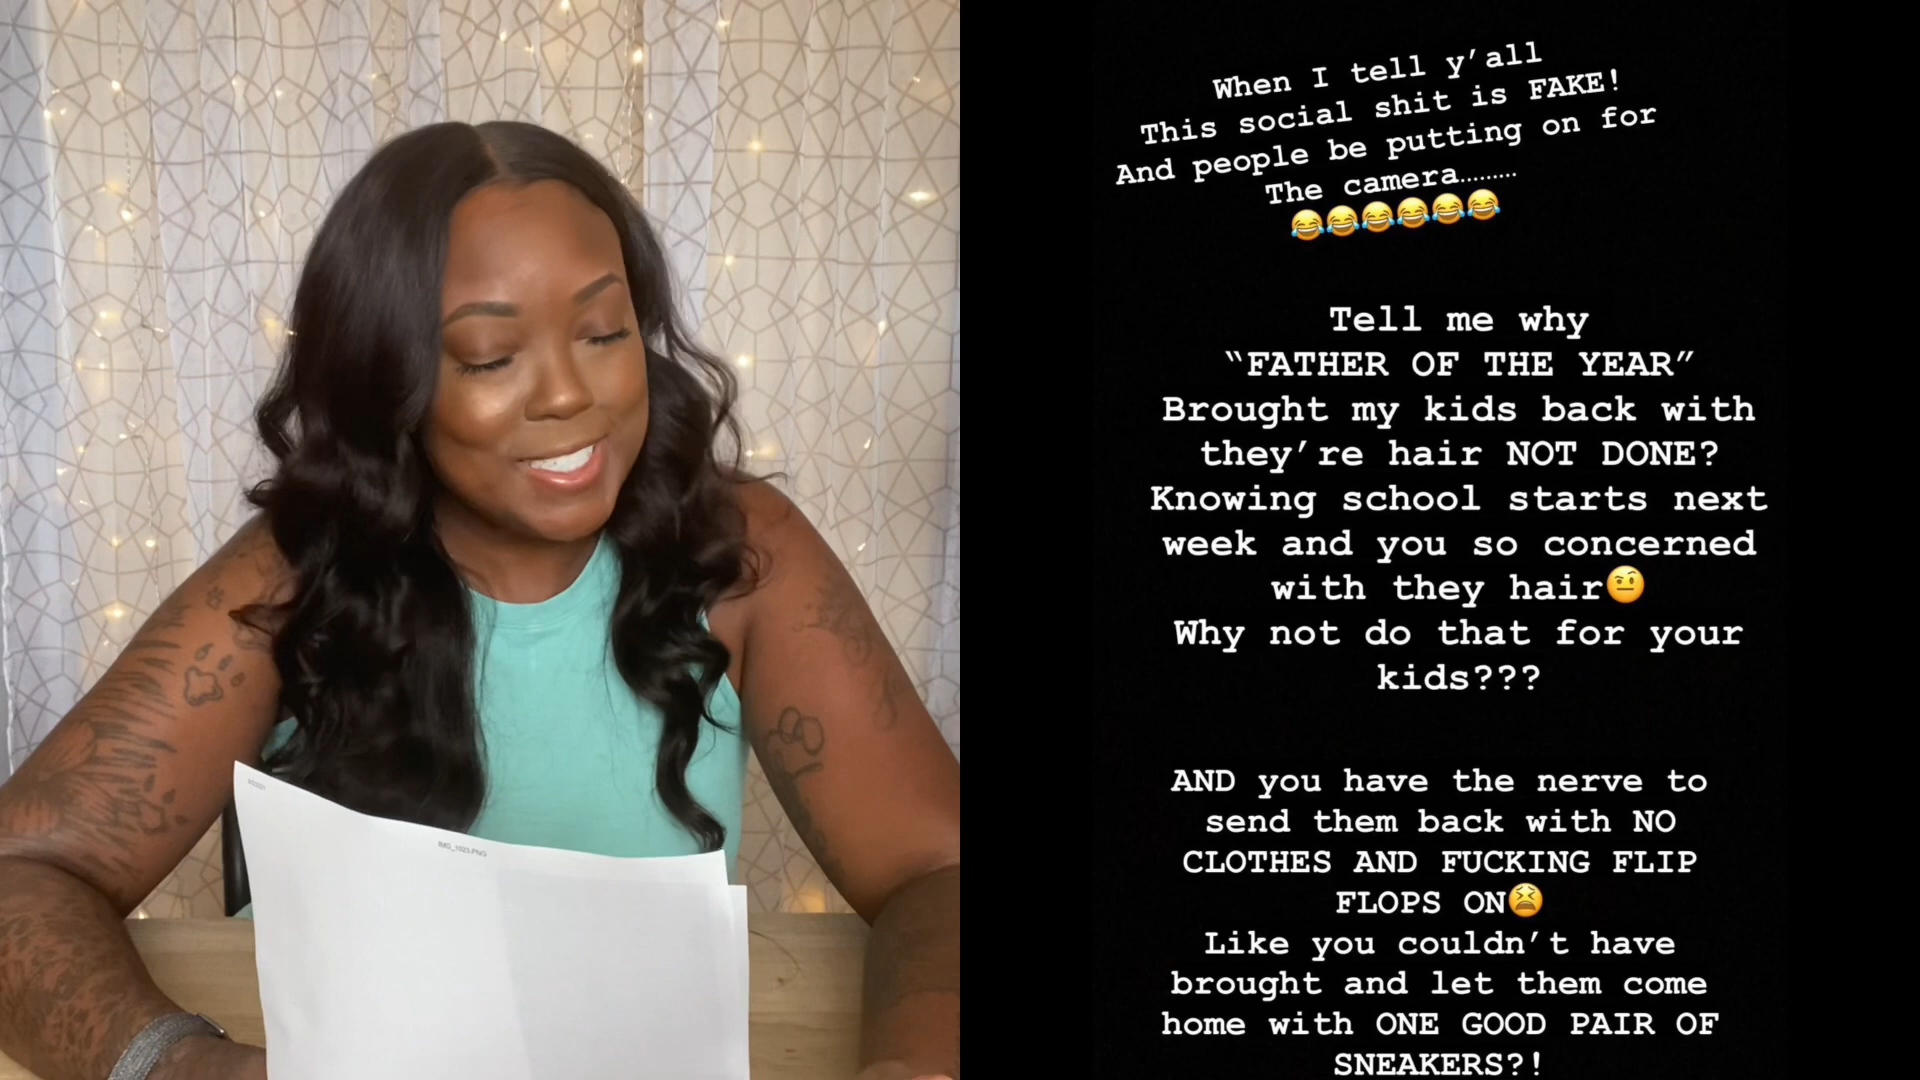 IMG_1023.PNG
When I tell y’all
This social shit is FAKE!
And people be putting on for
The camera………
😂😂😂😂😂😂
Tell me why
“FATHER OF THE YEAR”
Brought my kids back with
they’re hair NOT DONE?
Knowing school starts next
week and you so concerned
with they hair🤨
Why not do that for your
kids???
AND you have the nerve to
send them back with NO
CLOTHES AND FUCKING FLIP
FLOPS ON😫
Like you couldn’t have
brought and let them come
home with ONE GOOD PAIR OF
SNEAKERS?!